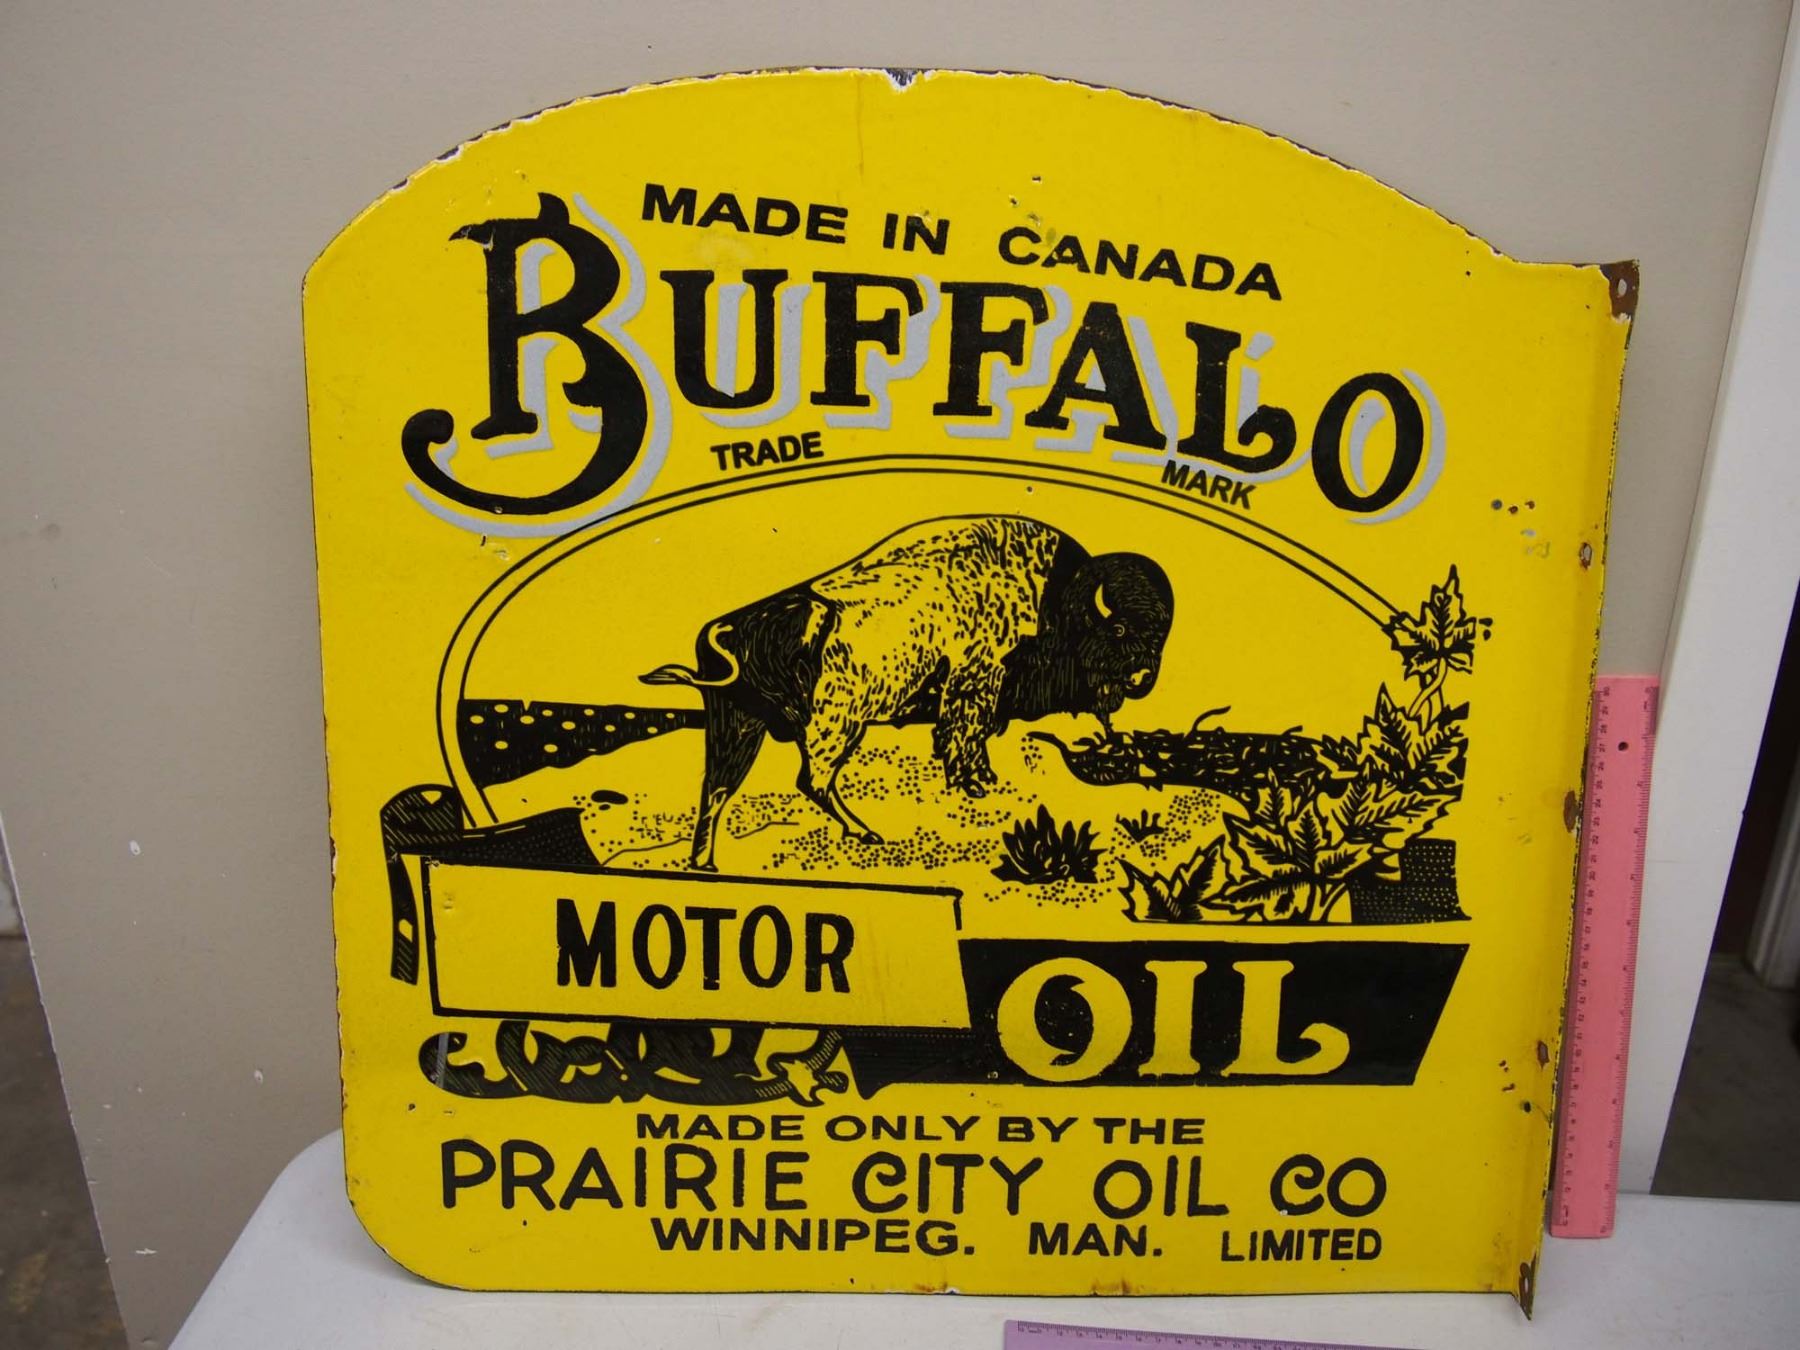 MADE IN CANADA
BUFFALO
TRADE MARK
MOTOR
OIL
MADE ONLY BY THE
PRAIRIE CITY OIL CO
WINNIPEG. MAN. LIMITED